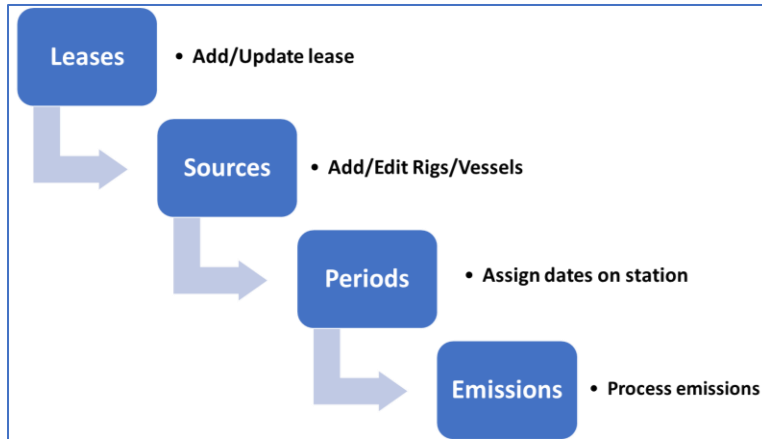 Leases
• Add/Update lease
Sources
• Add/Edit Rigs/Vessels
Periods
• Assign dates on station
Emissions
• Process emissions